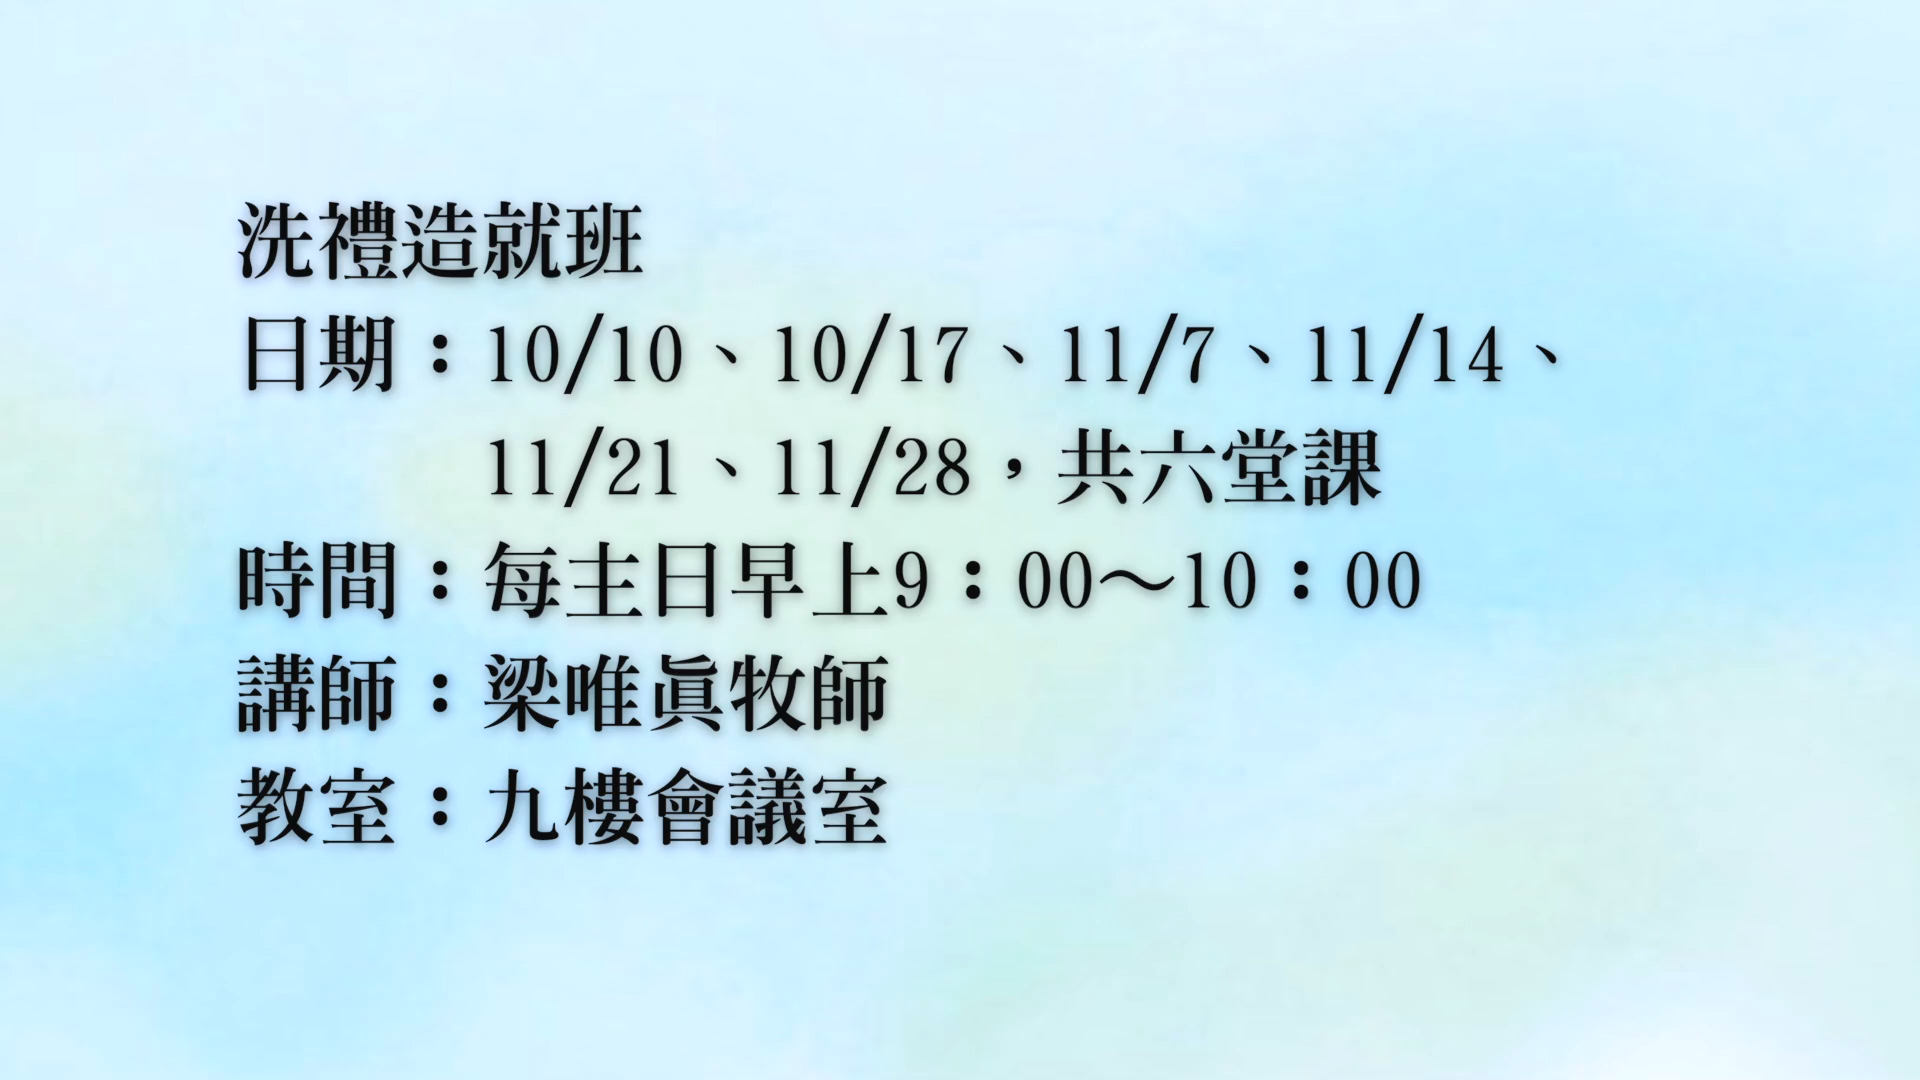 洗禮造就班
日期：10/10、10/17、11/7、11/14、
11/21、11/28，共六堂課
時間：每主日早上9：00～10：00
講師：梁唯眞牧師
教室：九樓會議室